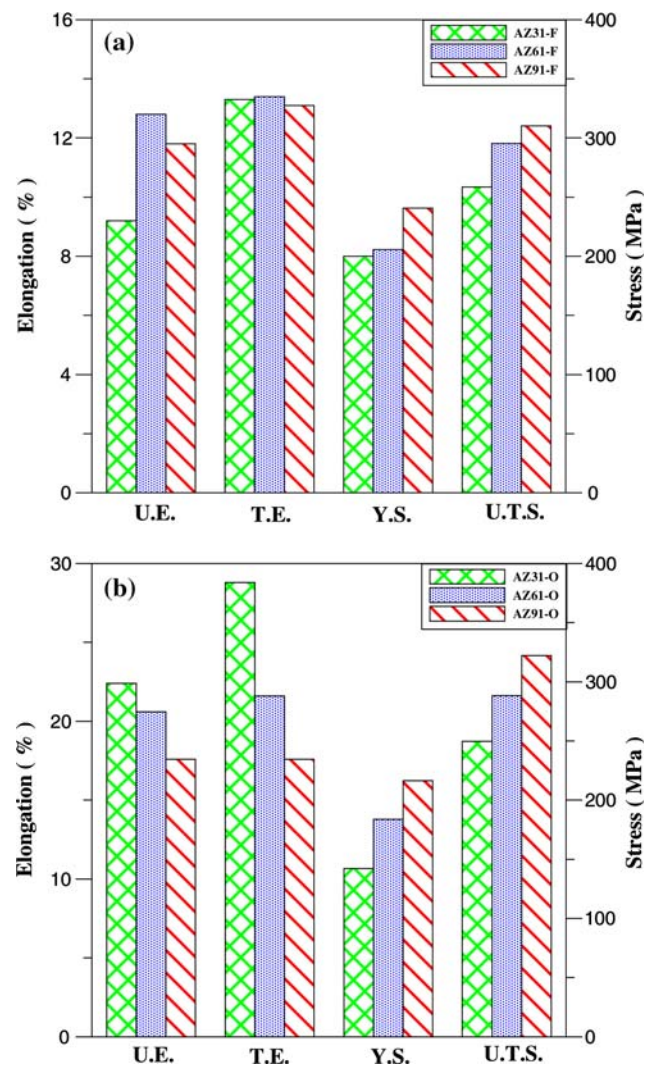 (a)
AZ31-F
AZ61-F
AZ91-F
16
12
8
4
0
Elongation ( % )
400
300
200
100
0
Stress ( MPa )
U.E. T.E. Y.S. U.T.S.
(b)
AZ31-O
AZ61-O
AZ91-O
30
20
10
0
Elongation ( % )
400
300
200
100
0
Stress ( MPa )
U.E. T.E. Y.S. U.T.S.